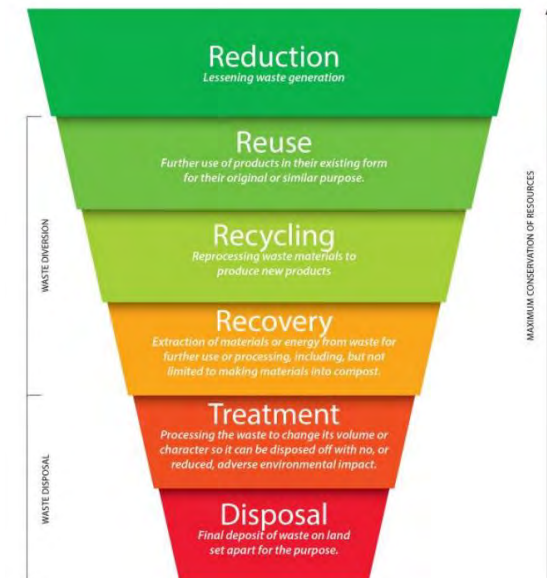 Reduction
Lessening waste generation
Reuse
Further use of products in their existing form
for their original or similar purpose.
Recycling
Reprocessing waste materials to
produce new products
Recovery
Extraction of materials or energy from waste for
further use or processing, including, but not
limited to making materials into compost.
Treatment
Processing the waste to change its volume or
character so it can be disposed off with no, or
reduced, adverse environmental impact.
Disposal
Final deposit of waste on land
set apart for the purpose.
WASTE DIVERSION
WASTE DISPOSAL
MAXIMUM CONSERVATION OF RESOURCES